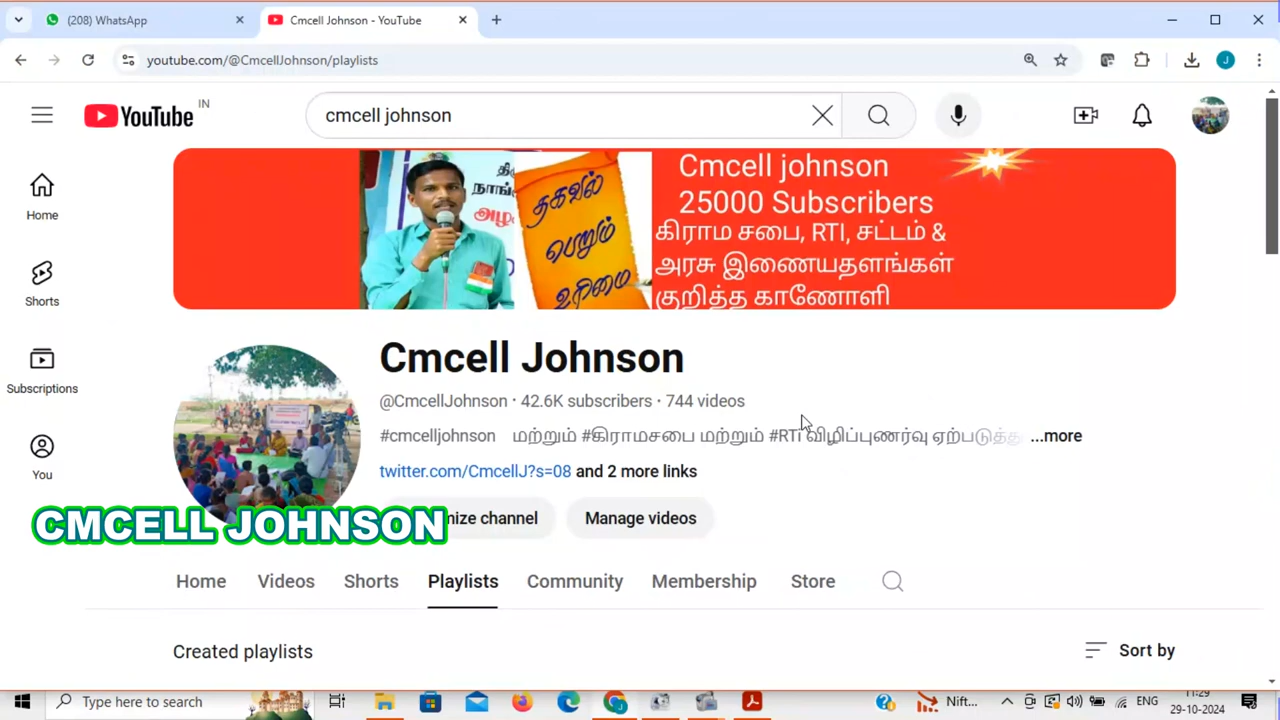 (208) WhatsApp
Cmcell Johnson - YouTube
youtube.com/@CmcellJohnson/playlists
J
YouTube IN
cmcell johnson
Cmcell johnson
25000 Subscribers
கிராம சபை, RTI, சட்டம் &
அரசு இணையதளங்கள்
குறித்த காணோளி
தகவல்
பெறும்
உரிமை
Home
Shorts
Subscriptions
You
Cmcell Johnson
@CmcellJohnson · 42.6K subscribers · 744 videos
#cmcelljohnson மற்றும் #கிராமசபை மற்றும் #RTi விழிப்புணர்வு ஏற்படுத்த ...more
twitter.com/CmcellJ?s=08 and 2 more links
channel
Manage videos
CMCELL JOHNSON
Home Videos Shorts Playlists Community Membership Store
Created playlists
Sort by
Type here to search
Nift...
ENG
11:29
29-10-2024